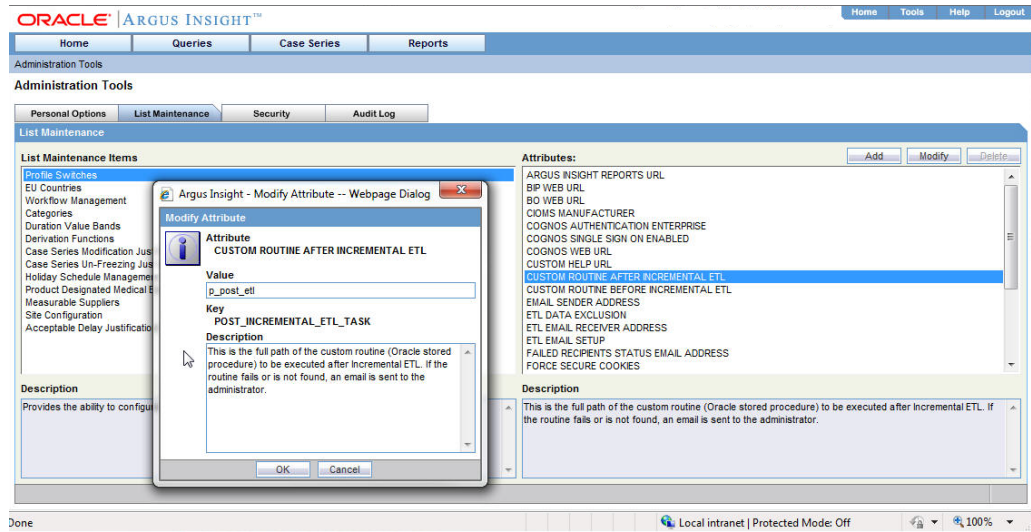 Home Tools Help Logout
ORACLE ARGUS INSIGHT™
Home Queries Case Series Reports
Administration Tools
Administration Tools
Personal Options List Maintenance Security Audit Log
List Maintenance
List Maintenance Items
Profile Switches
EU Countries
Workflow Management
Categories
Duration Value Bands
Derivation Functions
Case Series Modification Jus
Case Series Un-Freezing Jus
Holiday Schedule Manageme
Product Designated Medical E
Measurable Suppliers
Site Configuration
Acceptable Delay Justificatio
Description
Provides the ability to configu
Argus Insight - Modify Attribute -- Webpage Dialog
Modify Attribute
Attribute
CUSTOM ROUTINE AFTER INCREMENTAL ETL
Value
p_post_etl
Key
POST_INCREMENTAL_ETL_TASK
Description
This is the full path of the custom routine (Oracle stored
procedure) to be executed after Incremental ETL. If the
routine fails or is not found, an email is sent to the
administrator.
OK Cancel
Attributes:
Add Modify Delete
ARGUS INSIGHT REPORTS URL
BIP WEB URL
BO WEB URL
CIOMS MANUFACTURER
COGNOS AUTHENTICATION ENTERPRISE
COGNOS SINGLE SIGN ON ENABLED
COGNOS WEB URL
CUSTOM HELP URL
CUSTOM ROUTINE AFTER INCREMENTAL ETL
CUSTOM ROUTINE BEFORE INCREMENTAL ETL
EMAIL SENDER ADDRESS
ETL DATA EXCLUSION
ETL EMAIL RECEIVER ADDRESS
ETL EMAIL SETUP
FAILED RECIPIENTS STATUS EMAIL ADDRESS
FORCE SECURE COOKIES
Description
This is the full path of the custom routine (Oracle stored procedure) to be executed after Incremental ETL. If
the routine fails or is not found, an email is sent to the administrator.
Done Local intranet | Protected Mode: Off 100%